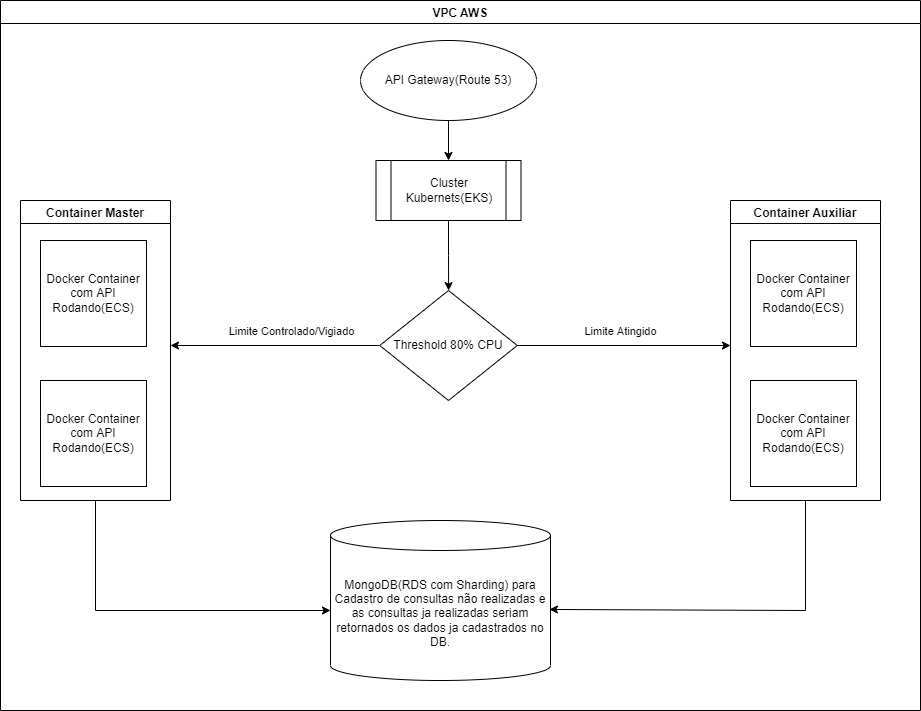 VPC AWS
API Gateway(Route 53)
Cluster
Kubernets(EKS)
Container Master
Docker Container
com API
Rodando(ECS)
Docker Container
com API
Rodando(ECS)
Limite Controlado/Vigiado
Threshold 80% CPU
Limite Atingido
Container Auxiliar
Docker Container
com API
Rodando(ECS)
Docker Container
com API
Rodando(ECS)
MongoDB(RDS com Sharding) para
Cadastro de consultas não realizadas e
as consultas ja realizadas seriam
retornados os dados ja cadastrados no
DB.